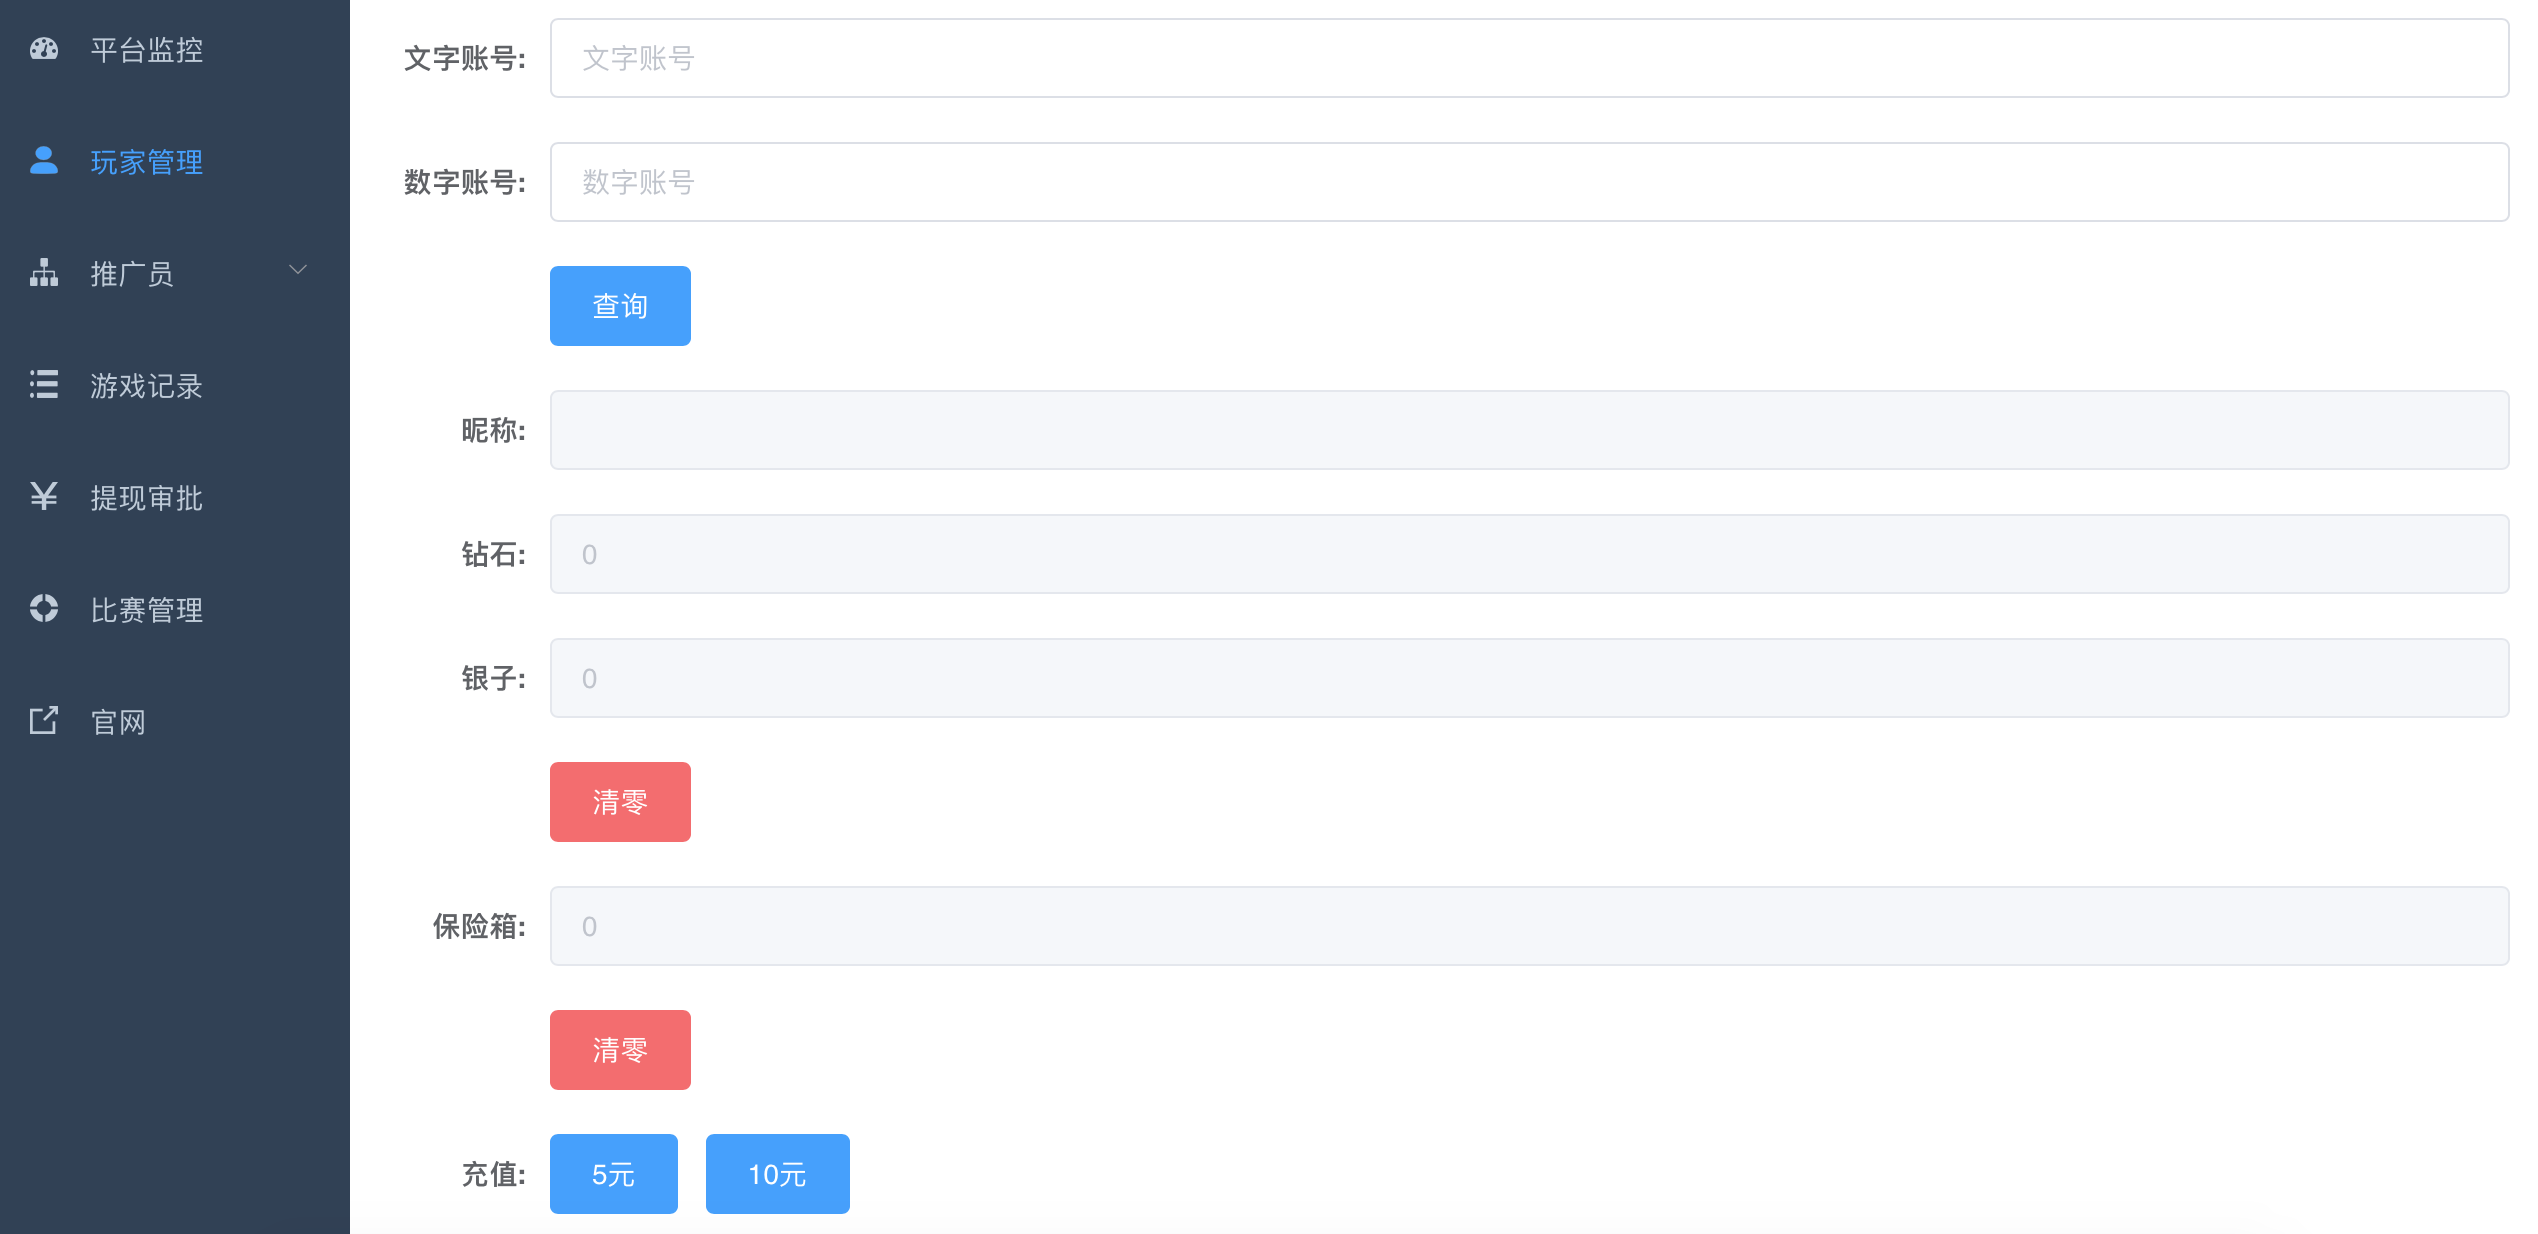 平台监控
玩家管理
推广员
游戏记录
提现审批
比赛管理
官网
文字账号: 文字账号
数字账号: 数字账号
查询
昵称:
钻石: 0
银子: 0
清零
保险箱: 0
清零
充值: 5元 10元